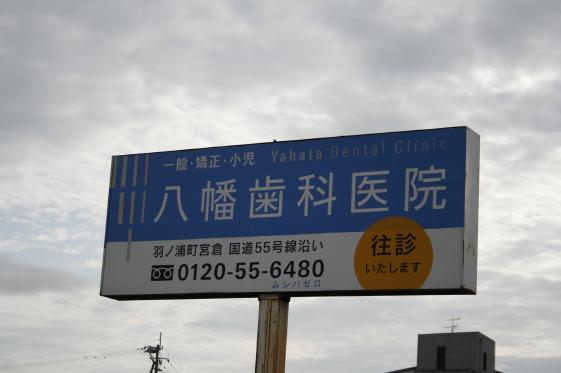 一般・矯正・小児 Yahata Dental Clinic
八幡歯科医院
羽ノ浦町宮倉 国道55号線沿い
0120-55-6480
ムシバゼロ
往診
いたします